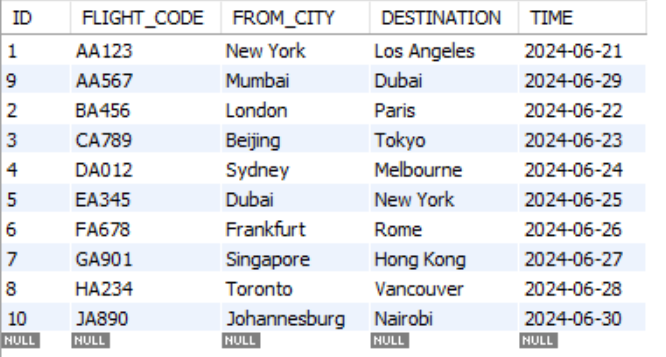 ID FLIGHT_CODE FROM_CITY DESTINATION TIME
1 AA123 New York Los Angeles 2024-06-21
9 AA567 Mumbai Dubai 2024-06-29
2 BA456 London Paris 2024-06-22
3 CA789 Beijing Tokyo 2024-06-23
4 DA012 Sydney Melbourne 2024-06-24
5 EA345 Dubai New York 2024-06-25
6 FA678 Frankfurt Rome 2024-06-26
7 GA901 Singapore Hong Kong 2024-06-27
8 HA234 Toronto Vancouver 2024-06-28
10 JA890 Johannesburg Nairobi 2024-06-30
NULL NULL NULL NULL NULL